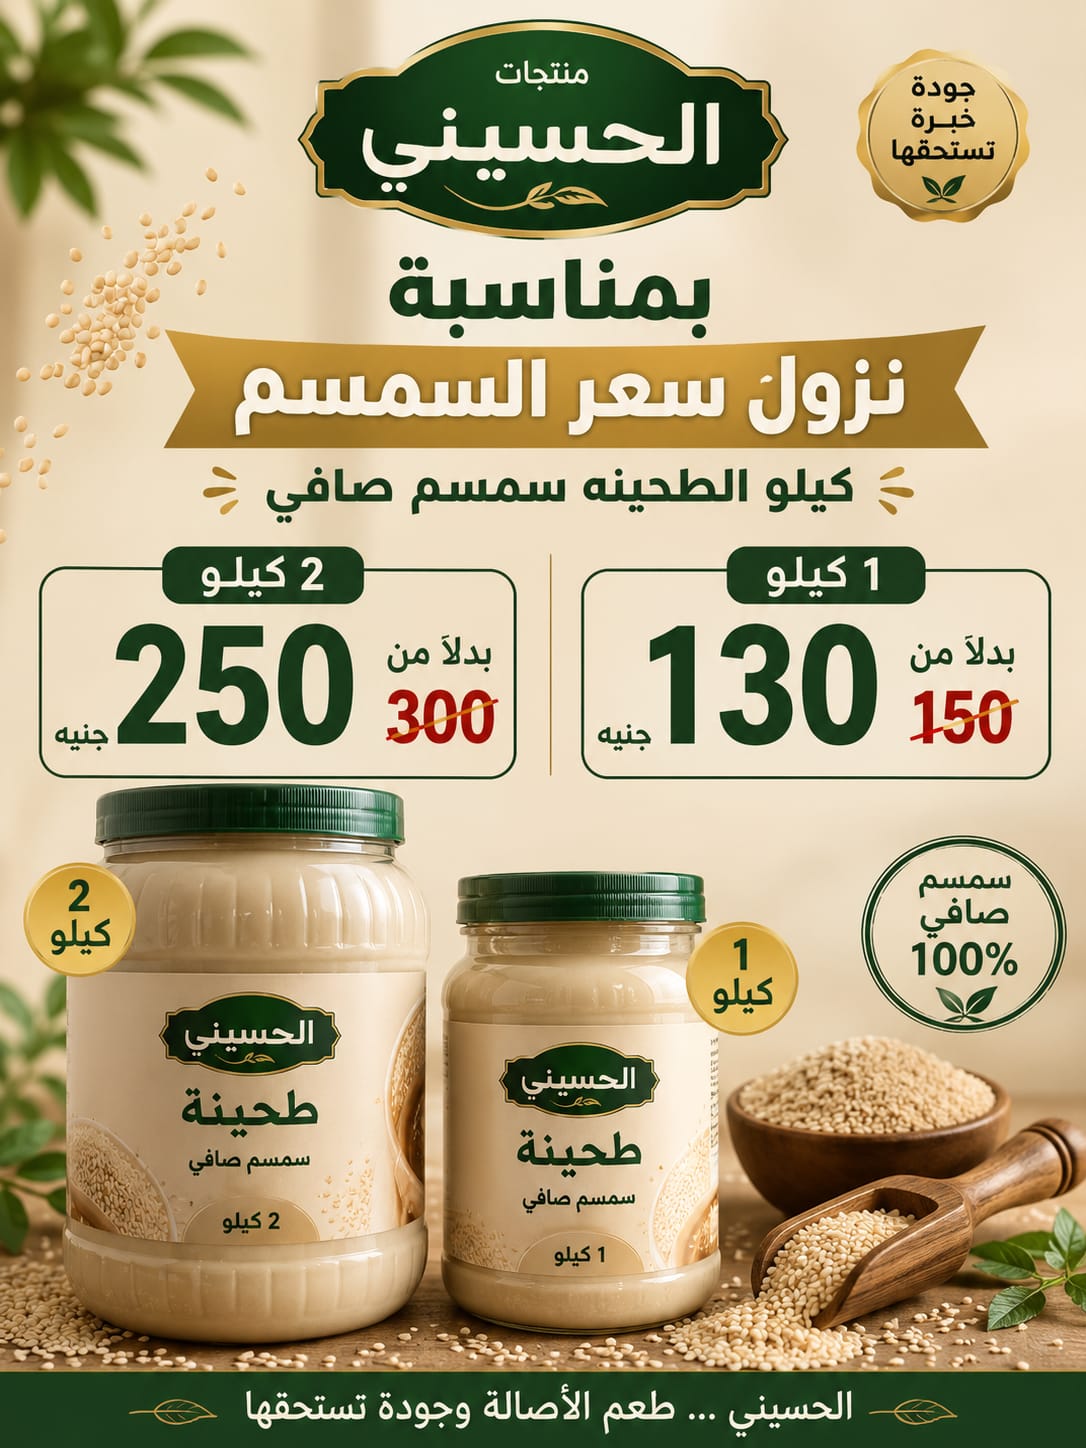 منتجات
الحسيني
جودة
خبرة
تستحقها
بمناسبة
نزول سعر السمسم
كيلو الطحينه سمسم صافي
1 كيلو
بدلاً من
150
130
جنيه
2 كيلو
بدلاً من
300
250
جنيه
2
كيلو
1
كيلو
سمسم
صافي
100%
الحسيني
طحينة
سمسم صافي
2 كيلو
الحسيني
طحينة
سمسم صافي
1 كيلو
الحسيني ... طعم الأصالة وجودة تستحقها